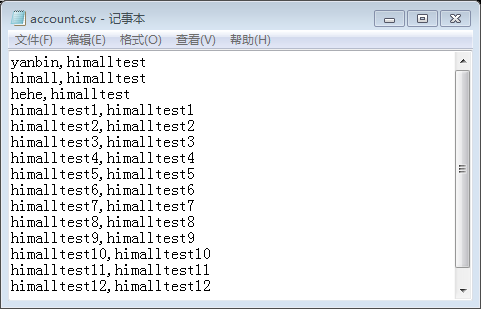 account.csv - 记事本
文件(F) 编辑(E) 格式(O) 查看(V) 帮助(H)
yanbin,himalltest
himall,himalltest
hehe,himalltest
himalltest1,himalltest1
himalltest2,himalltest2
himalltest3,himalltest3
himalltest4,himalltest4
himalltest5,himalltest5
himalltest6,himalltest6
himalltest7,himalltest7
himalltest8,himalltest8
himalltest9,himalltest9
himalltest10,himalltest10
himalltest11,himalltest11
himalltest12,himalltest12